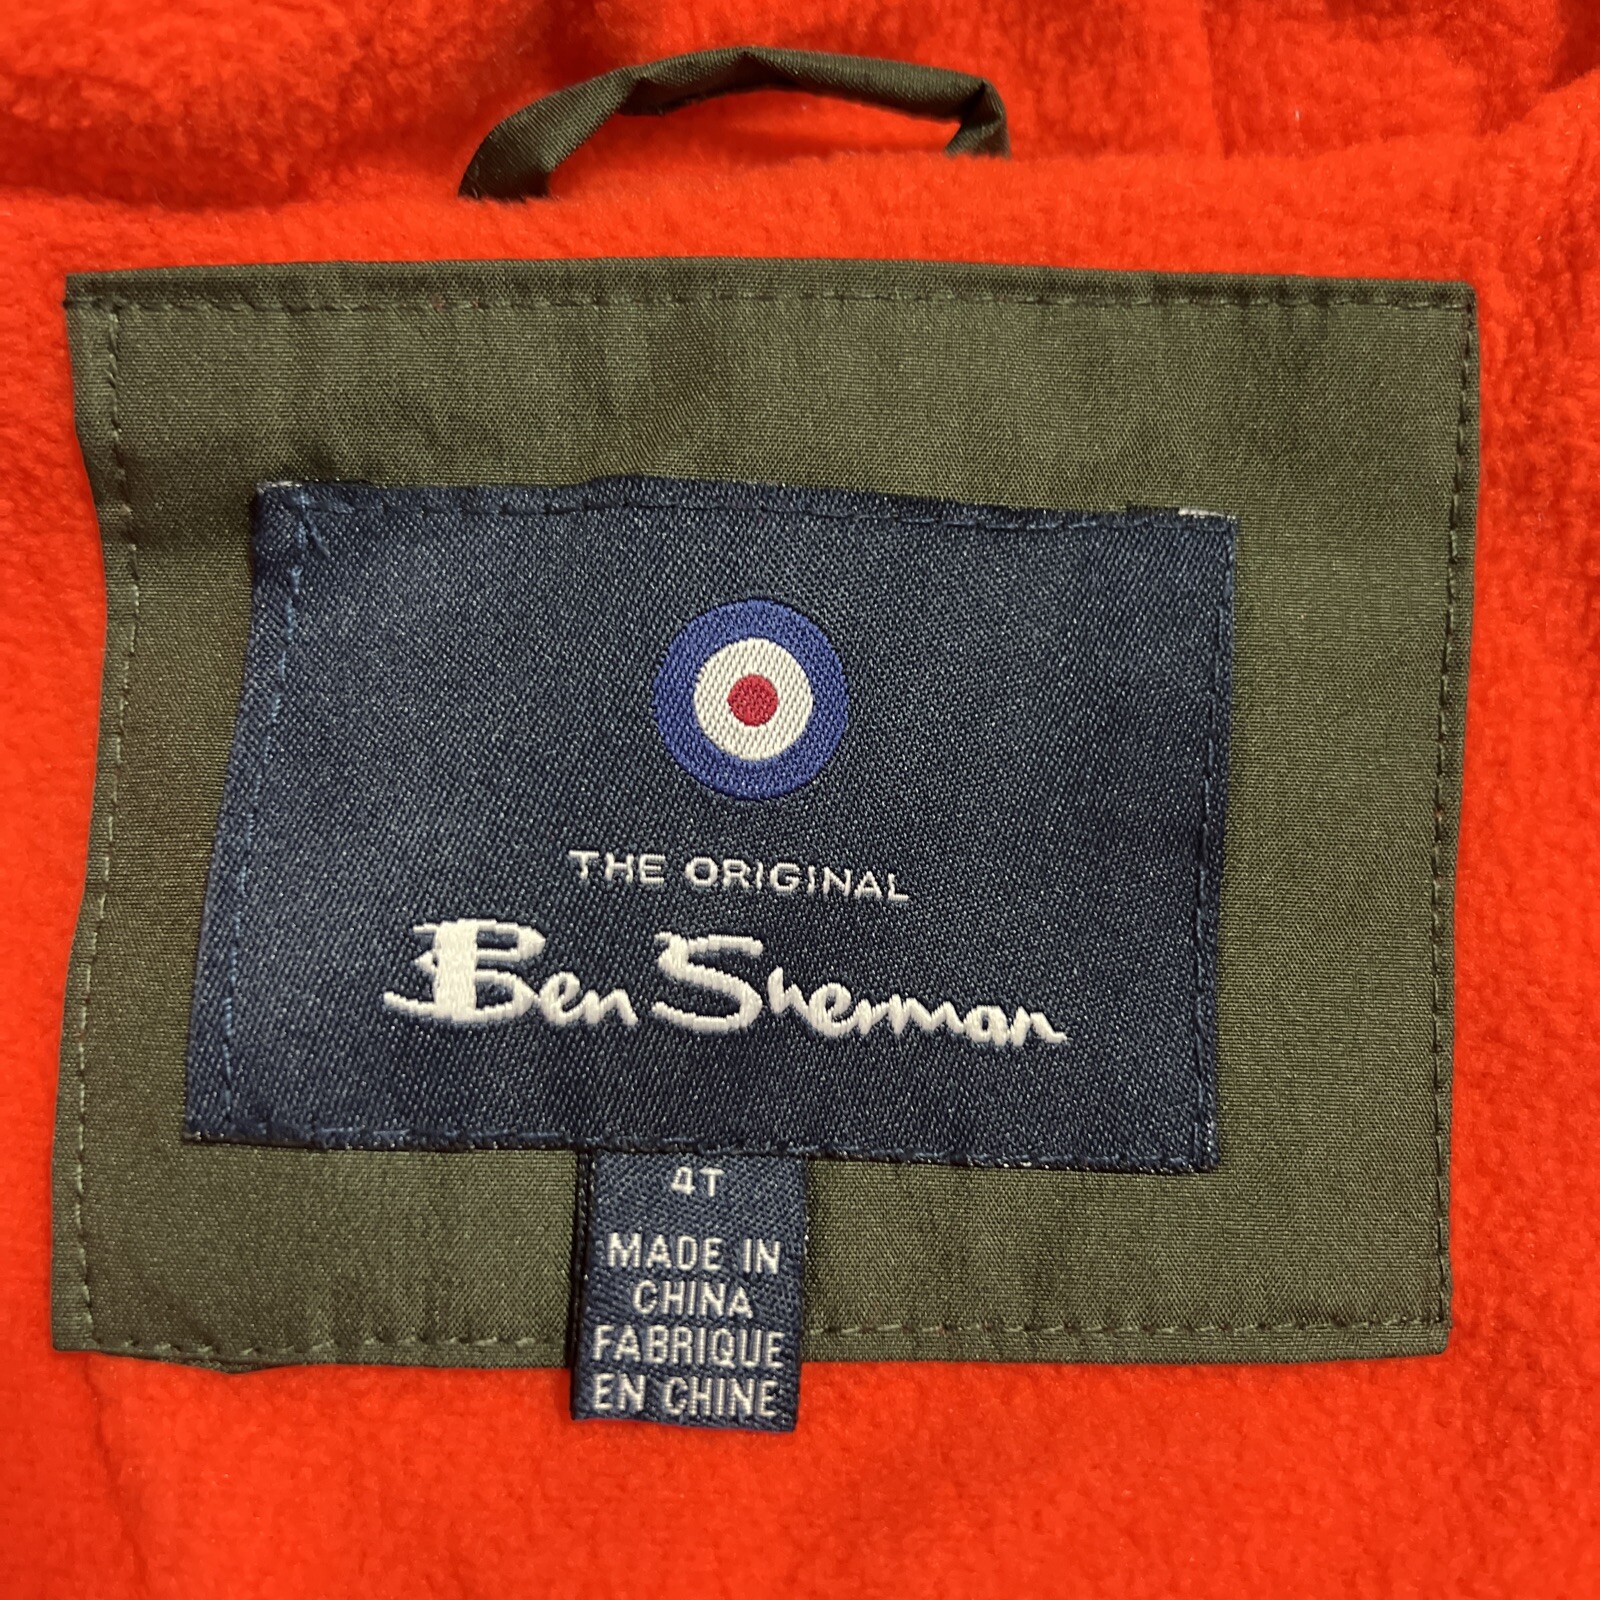 THE ORIGINAL
Ben Sherman
4T
MADE IN
CHINA
FABRIQUE
EN CHINE